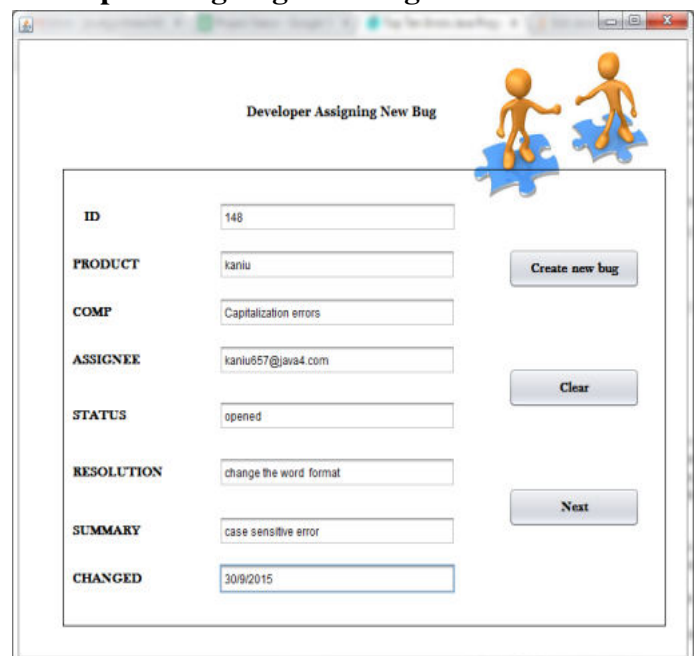 Developer Assigning New Bug
ID 148
PRODUCT kaniu
Create new bug
COMP Capitalization errors
ASSIGNEE kaniu657@java4.com
Clear
STATUS opened
RESOLUTION change the word format
Next
SUMMARY case sensitive error
CHANGED 30/9/2015